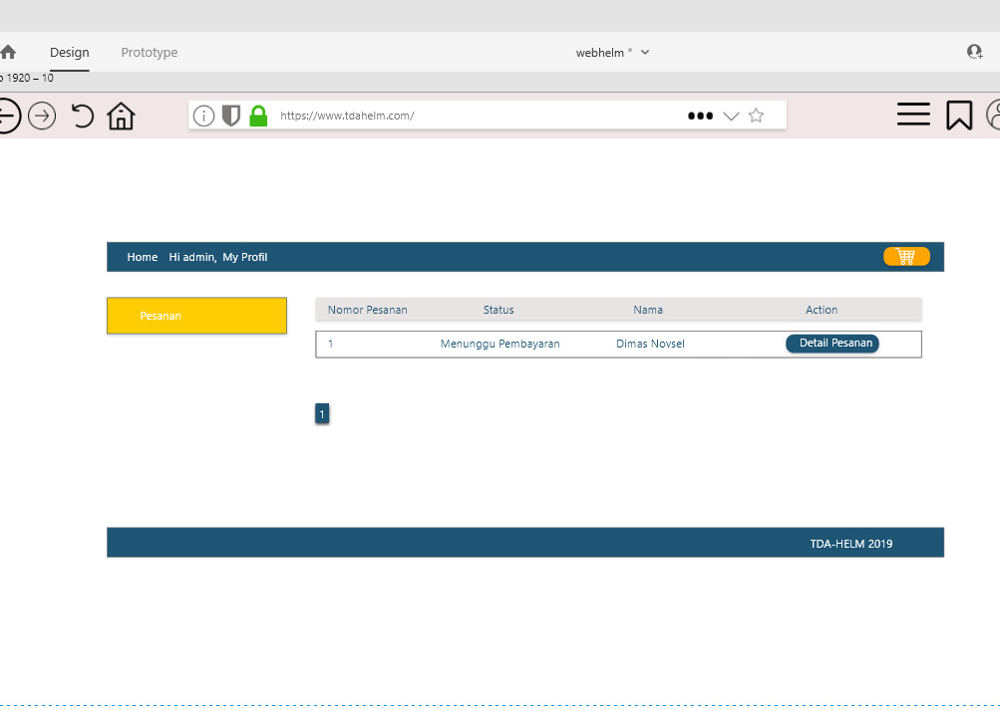 Design Prototype webhelm *
1920 – 10
https://www.tdahelm.com/
Home Hi admin, My Profil
Pesanan
Nomor Pesanan Status Nama Action
1 Menunggu Pembayaran Dimas Novsel Detail Pesanan
1
TDA-HELM 2019